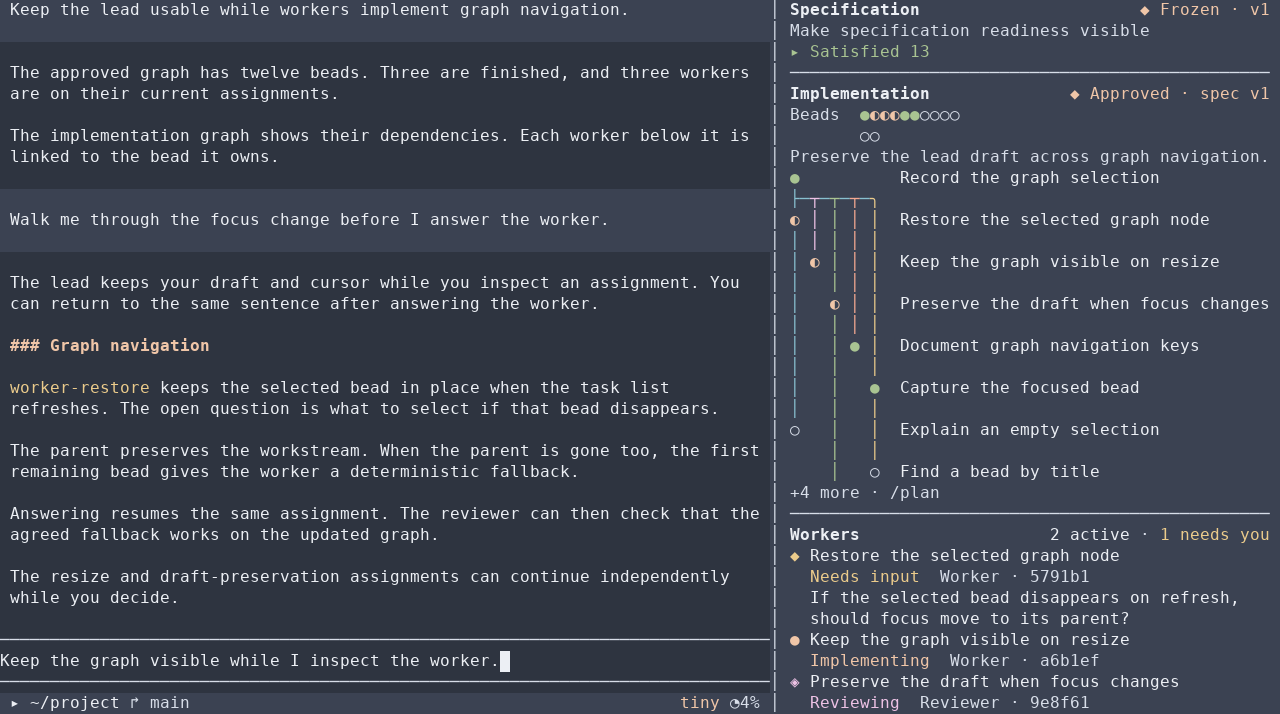 Keep the lead usable while workers implement graph navigation.
The approved graph has twelve beads. Three are finished, and three workers
are on their current assignments.
The implementation graph shows their dependencies. Each worker below it is
linked to the bead it owns.
Walk me through the focus change before I answer the worker.
The lead keeps your draft and cursor while you inspect an assignment. You
can return to the same sentence after answering the worker.
### Graph navigation
worker-restore keeps the selected bead in place when the task list
refreshes. The open question is what to select if that bead disappears.
The parent preserves the workstream. When the parent is gone too, the first
remaining bead gives the worker a deterministic fallback.
Answering resumes the same assignment. The reviewer can then check that the
agreed fallback works on the updated graph.
The resize and draft-preservation assignments can continue independently
while you decide.
Keep the graph visible while I inspect the worker.
▸ ~/project ↱ main tiny ◔4%
Specification ◆ Frozen · v1
Make specification readiness visible
▸ Satisfied 13
Implementation ◆ Approved · spec v1
Beads ●◐◐◐●●○○○○
○○
Preserve the lead draft across graph navigation.
● Record the graph selection
◐ Restore the selected graph node
◐ Keep the graph visible on resize
◐ Preserve the draft when focus changes
● Document graph navigation keys
● Capture the focused bead
○ Explain an empty selection
○ Find a bead by title
+4 more · /plan
Workers 2 active · 1 needs you
◆ Restore the selected graph node
Needs input Worker · 5791b1
If the selected bead disappears on refresh,
should focus move to its parent?
● Keep the graph visible on resize
Implementing Worker · a6b1ef
◈ Preserve the draft when focus changes
Reviewing Reviewer · 9e8f61